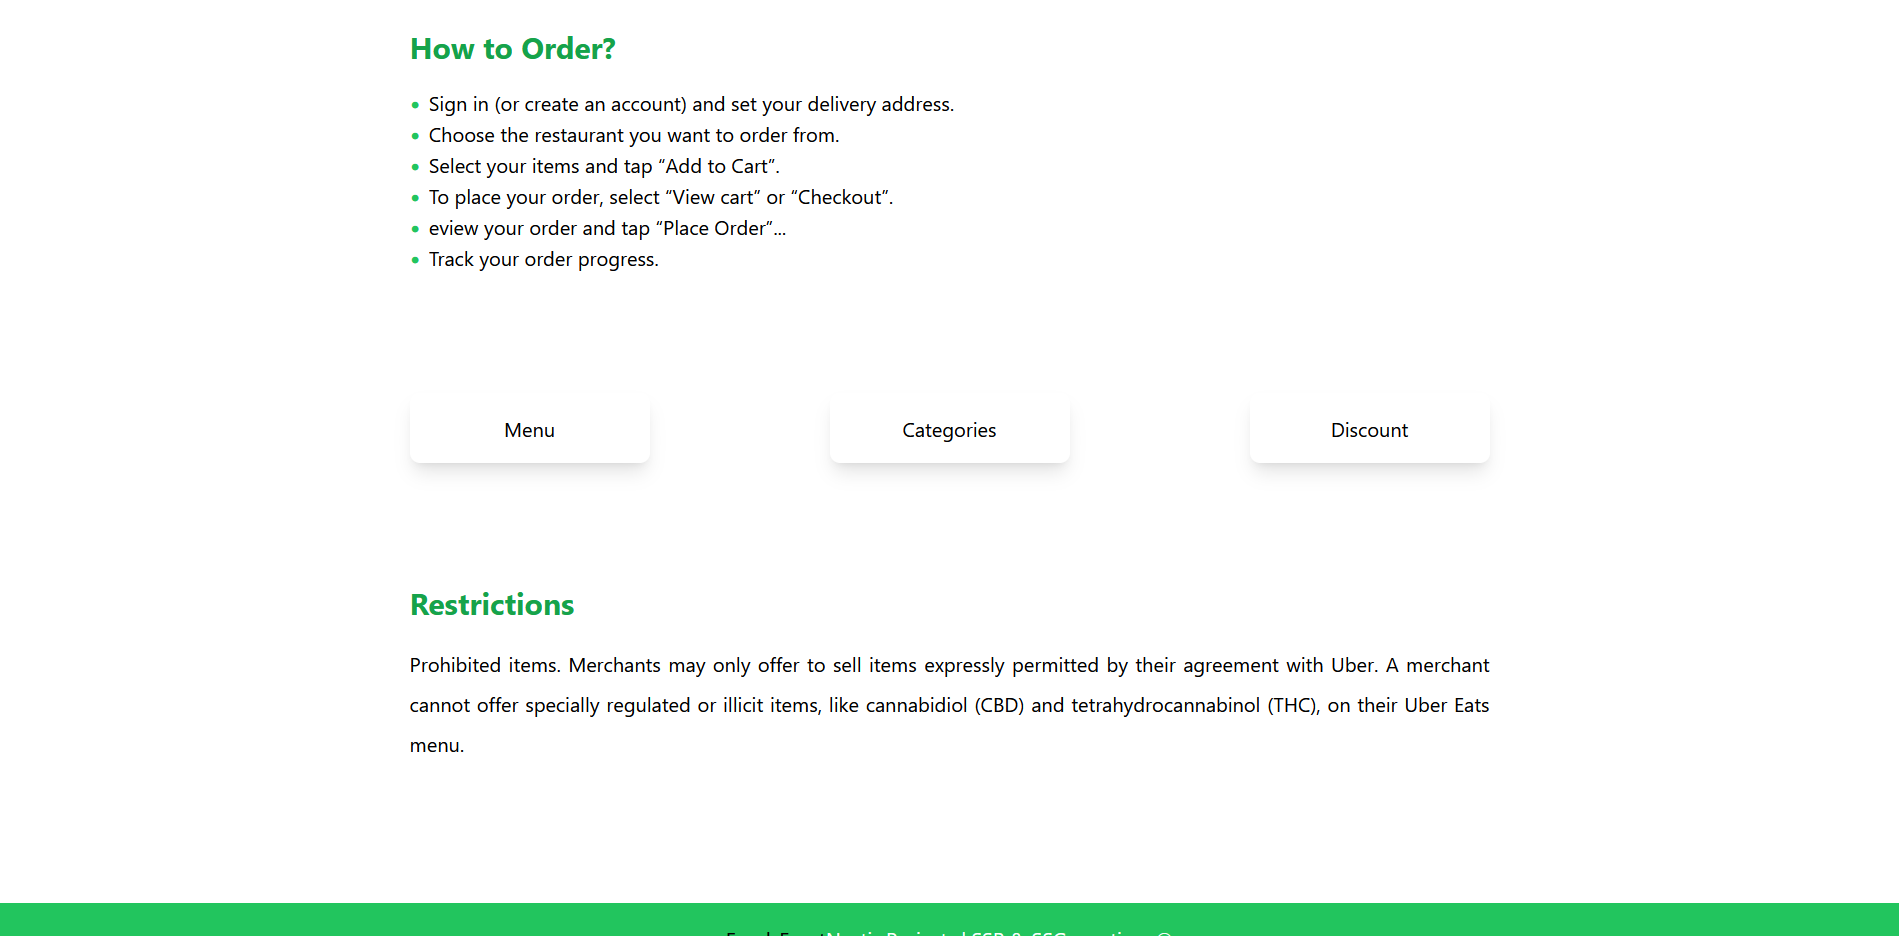 How to Order?
• Sign in (or create an account) and set your delivery address.
• Choose the restaurant you want to order from.
• Select your items and tap “Add to Cart”.
• To place your order, select “View cart” or “Checkout”.
• eview your order and tap “Place Order”...
• Track your order progress.
Menu Categories Discount
Restrictions
Prohibited items. Merchants may only offer to sell items expressly permitted by their agreement with Uber. A merchant
cannot offer specially regulated or illicit items, like cannabidiol (CBD) and tetrahydrocannabinol (THC), on their Uber Eats
menu.